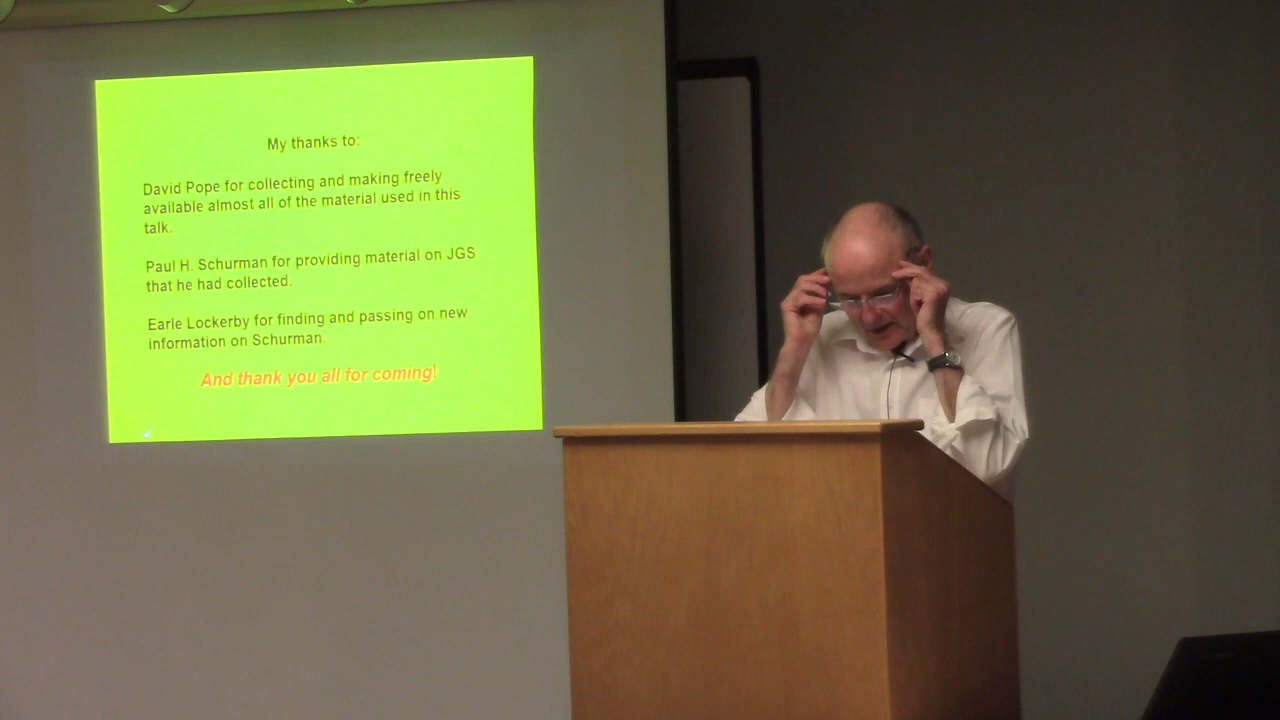 My thanks to:
David Pope for collecting and making freely
available almost all of the material used in this
talk.
Paul H. Schurman for providing material on JGS
that he had collected.
Earle Lockerby for finding and passing on new
information on Schurman.
And thank you all for coming!